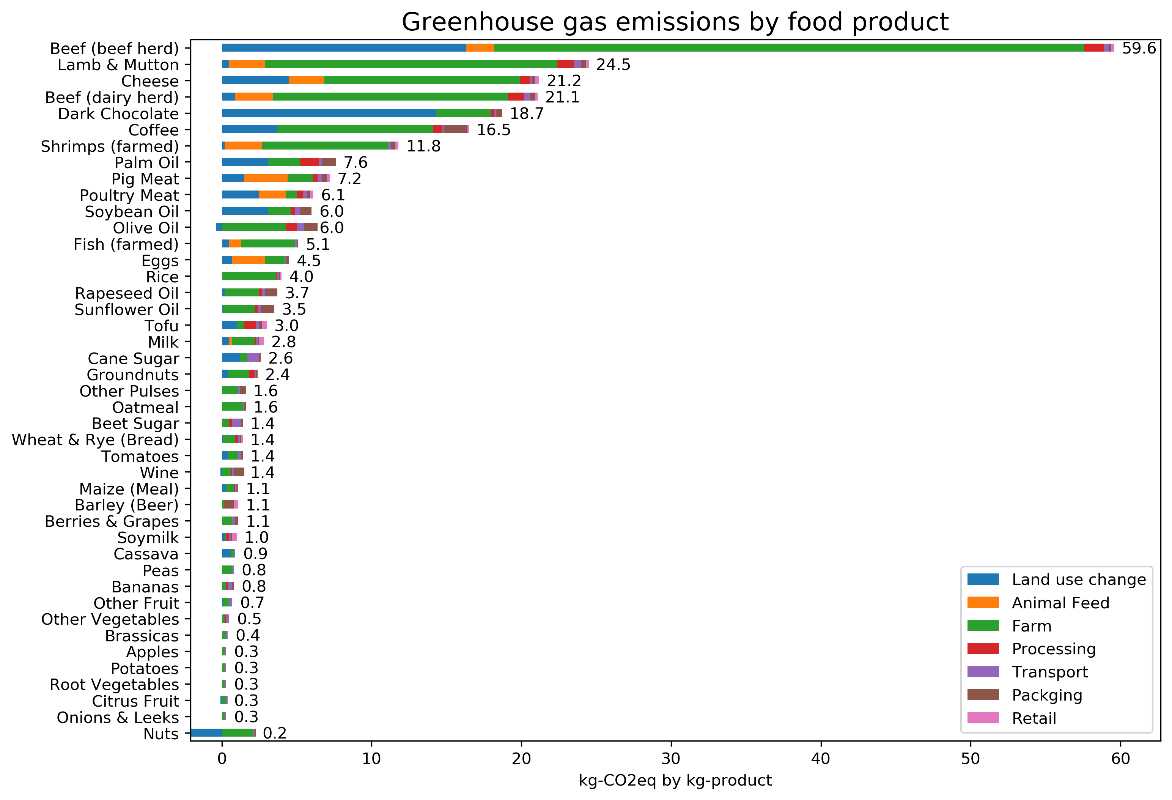 Greenhouse gas emissions by food product
Beef (beef herd) 59.6
Lamb & Mutton 24.5
Cheese 21.2
Beef (dairy herd) 21.1
Dark Chocolate 18.7
Coffee 16.5
Shrimps (farmed) 11.8
Palm Oil 7.6
Pig Meat 7.2
Poultry Meat 6.1
Soybean Oil 6.0
Olive Oil 6.0
Fish (farmed) 5.1
Eggs 4.5
Rice 4.0
Rapeseed Oil 3.7
Sunflower Oil 3.5
Tofu 3.0
Milk 2.8
Cane Sugar 2.6
Groundnuts 2.4
Other Pulses 1.6
Oatmeal 1.6
Beet Sugar 1.4
Wheat & Rye (Bread) 1.4
Tomatoes 1.4
Wine 1.4
Maize (Meal) 1.1
Barley (Beer) 1.1
Berries & Grapes 1.1
Soymilk 1.0
Cassava 0.9
Peas 0.8
Bananas 0.8
Other Fruit 0.7
Other Vegetables 0.5
Brassicas 0.4
Apples 0.3
Potatoes 0.3
Root Vegetables 0.3
Citrus Fruit 0.3
Onions & Leeks 0.3
Nuts 0.2
Land use change
Animal Feed
Farm
Processing
Transport
Packging
Retail
0 10 20 30 40 50 60
kg-CO2eq by kg-product